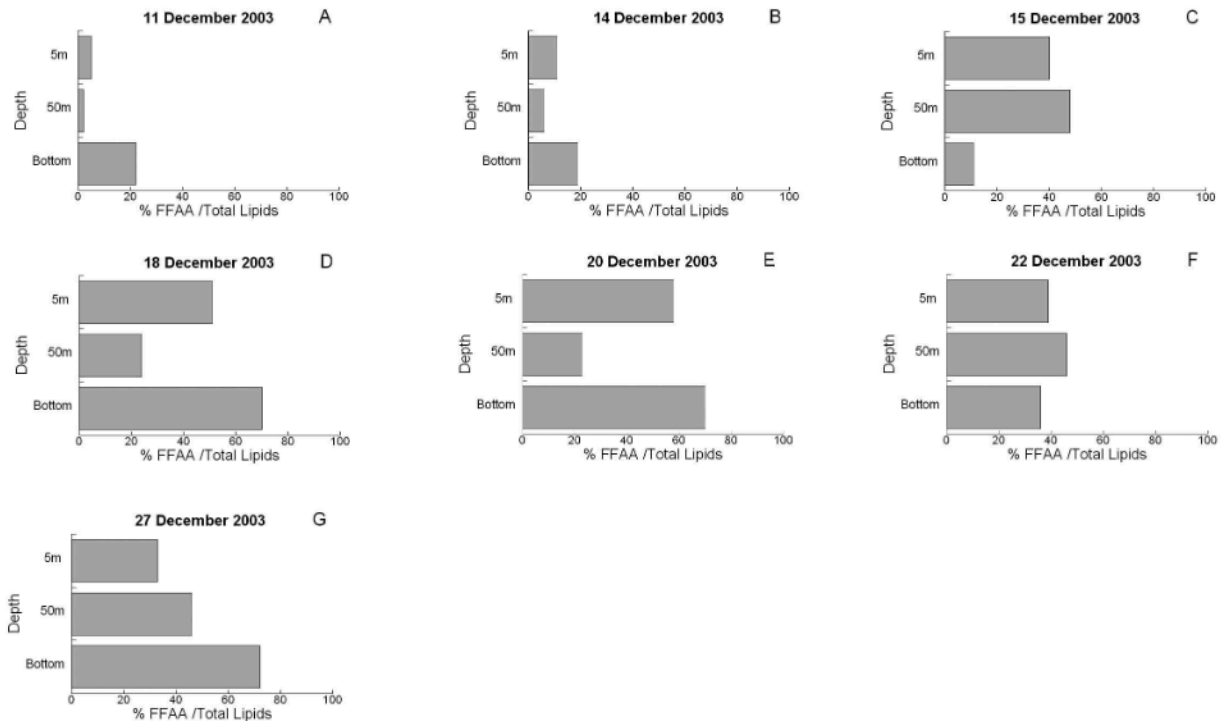 11 December 2003 A
5m
50m
Bottom
Depth
0 20 40 60 80 100
% FFAA /Total Lipids
14 December 2003 B
5m
50m
Bottom
Depth
0 20 40 60 80 100
% FFAA /Total Lipids
15 December 2003 C
5m
50m
Bottom
Depth
0 20 40 60 80 100
% FFAA /Total Lipids
18 December 2003 D
5m
50m
Bottom
Depth
0 20 40 60 80 100
% FFAA /Total Lipids
20 December 2003 E
5m
50m
Bottom
Depth
0 20 40 60 80 100
% FFAA /Total Lipids
22 December 2003 F
5m
50m
Bottom
Depth
0 20 40 60 80 100
% FFAA /Total Lipids
27 December 2003 G
5m
50m
Bottom
Depth
0 20 40 60 80 100
% FFAA /Total Lipids